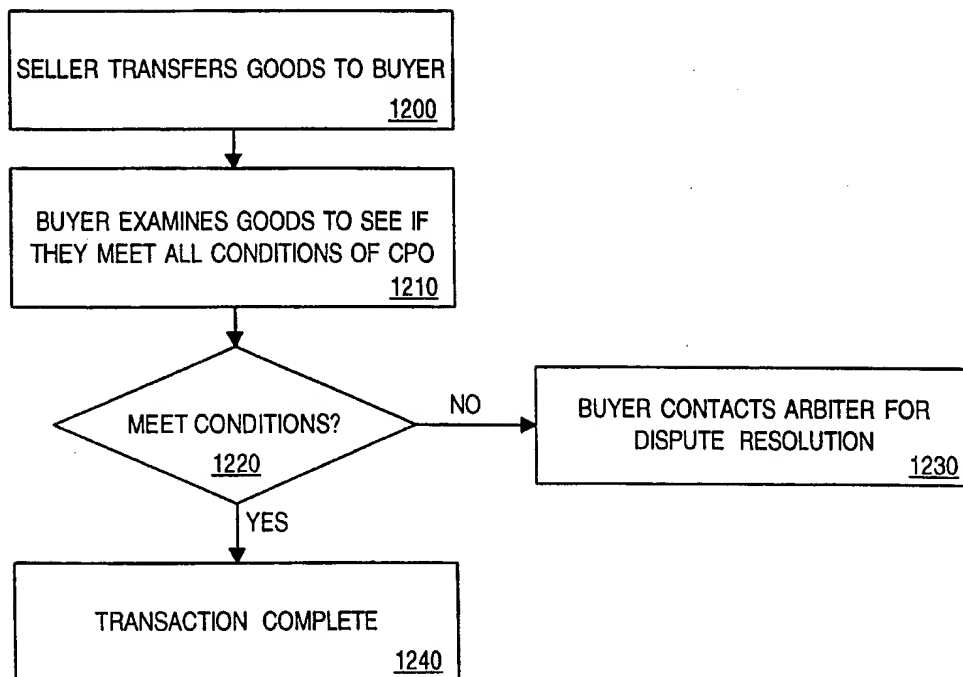 SELLER TRANSFERS GOODS TO BUYER
1200
BUYER EXAMINES GOODS TO SEE IF
THEY MEET ALL CONDITIONS OF CPO
1210
MEET CONDITIONS?
1220
NO
BUYER CONTACTS ARBITER FOR
DISPUTE RESOLUTION
1230
YES
TRANSACTION COMPLETE
1240